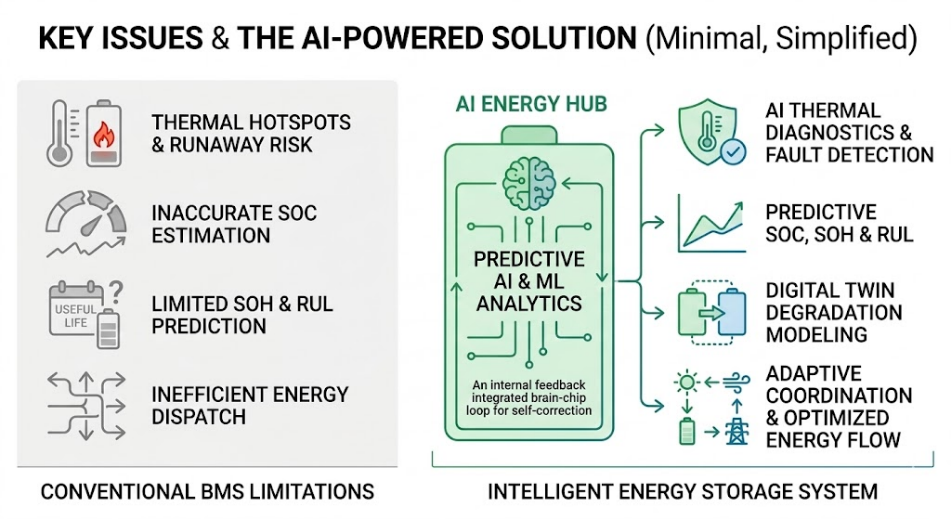 KEY ISSUES & THE AI-POWERED SOLUTION (Minimal, Simplified)
THERMAL HOTSPOTS
& RUNAWAY RISK
INACCURATE SOC
ESTIMATION
USEFUL
LIFE
?
LIMITED SOH & RUL
PREDICTION
INEFFICIENT ENERGY
DISPATCH
CONVENTIONAL BMS LIMITATIONS
AI ENERGY HUB
PREDICTIVE
AI & ML
ANALYTICS
An internal feedback
integrated brain-chip
loop for self-correction
AI THERMAL
DIAGNOSTICS &
FAULT DETECTION
PREDICTIVE
SOC, SOH & RUL
DIGITAL TWIN
DEGRADATION
MODELING
ADAPTIVE
COORDINATION
& OPTIMIZED
ENERGY FLOW
INTELLIGENT ENERGY STORAGE SYSTEM